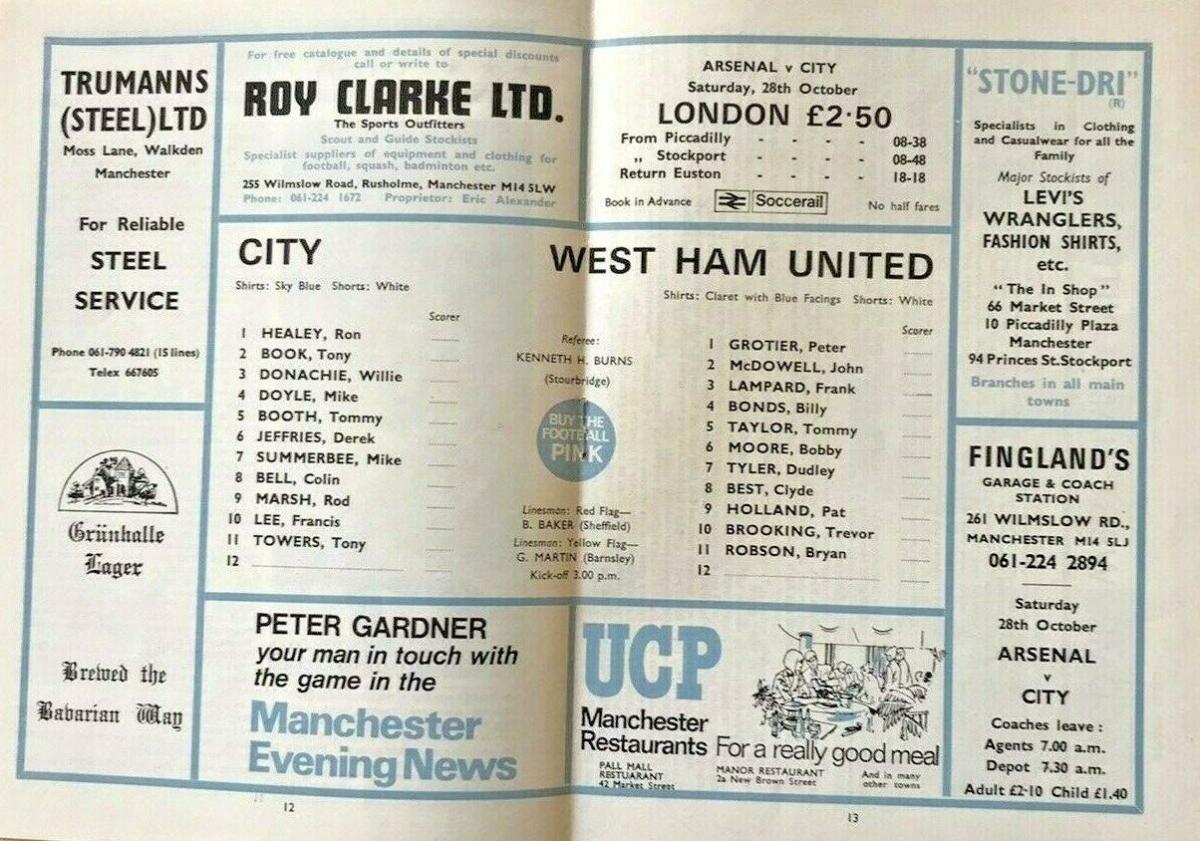 TRUMANNS
(STEEL) LTD
Moss Lane, Walkden
Manchester
For Reliable
STEEL
SERVICE
Phone 061-790 4821 (15 lines)
Telex 667605
Grünhalle
Lager
Brewed the
Babarian Way
For free catalogue and details of special discounts
call or write to
ROY CLARKE LTD.
The Sports Outfitters
Scout and Guide Stockists
Specialist suppliers of equipment and clothing for
football, squash, badminton etc.
255 Wilmslow Road, Rusholme, Manchester M14 5LW
Phone: 061-224 1672 Proprietor: Eric Alexander
ARSENAL v CITY
Saturday, 28th October
LONDON £2·50
From Piccadilly - - - - 08-38
,, Stockport - - - - 08-48
Return Euston - - - - 18-18
Book in Advance Soccerail No half fares
CITY
Shirts: Sky Blue Shorts: White
Scorer
1 HEALEY, Ron
2 BOOK, Tony
3 DONACHIE, Willie
4 DOYLE, Mike
5 BOOTH, Tommy
6 JEFFRIES, Derek
7 SUMMERBEE, Mike
8 BELL, Colin
9 MARSH, Rod
10 LEE, Francis
11 TOWERS, Tony
12
Referee:
KENNETH H. BURNS
(Stourbridge)
BUY THE
FOOTBALL
PINK
Linesman: Red Flag—
B. BAKER (Sheffield)
Linesman: Yellow Flag—
G. MARTIN (Barnsley)
Kick-off 3.00 p.m.
WEST HAM UNITED
Shirts: Claret with Blue Facings Shorts: White
Scorer
1 GROTIER, Peter
2 McDOWELL, John
3 LAMPARD, Frank
4 BONDS, Billy
5 TAYLOR, Tommy
6 MOORE, Bobby
7 TYLER, Dudley
8 BEST, Clyde
9 HOLLAND, Pat
10 BROOKING, Trevor
11 ROBSON, Bryan
12
PETER GARDNER
your man in touch with
the game in the
Manchester
Evening News
UCP
Manchester
Restaurants For a really good meal
PALL MALL
RESTUARANT
42 Market Street
MANOR RESTAURANT
2a New Brown Street
And in many
other towns
"STONE-DRI"
(R)
Specialists in Clothing
and Casualwear for all the
Family
Major Stockists of
LEVI'S
WRANGLERS,
FASHION SHIRTS,
etc.
"The In Shop"
66 Market Street
10 Piccadilly Plaza
Manchester
94 Princes St. Stockport
Branches in all main
towns
FINGLAND'S
GARAGE & COACH
STATION
261 WILMSLOW RD.,
MANCHESTER M14 5LJ
061-224 2894
Saturday
28th October
ARSENAL
v
CITY
Coaches leave :
Agents 7.00 a.m.
Depot 7.30 a.m.
Adult £2·10 Child £1.40
12
13